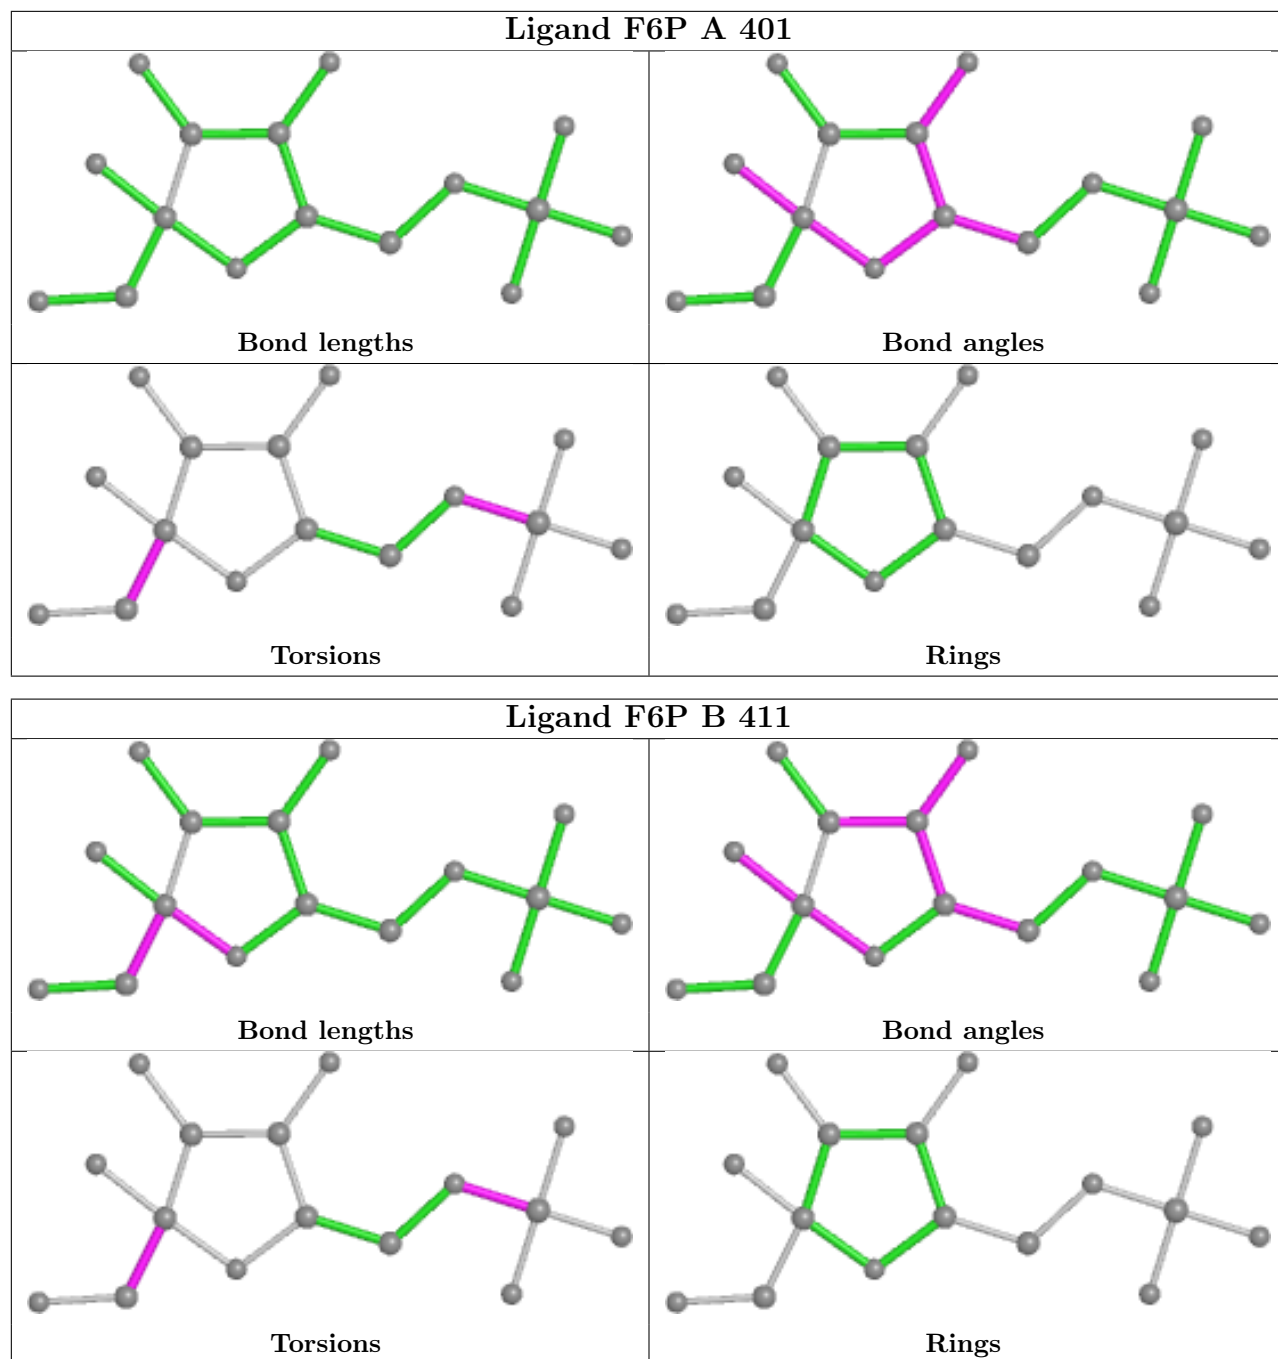 Ligand F6P A 401
Bond lengths
Bond angles
Torsions
Rings
Ligand F6P B 411
Bond lengths
Bond angles
Torsions
Rings